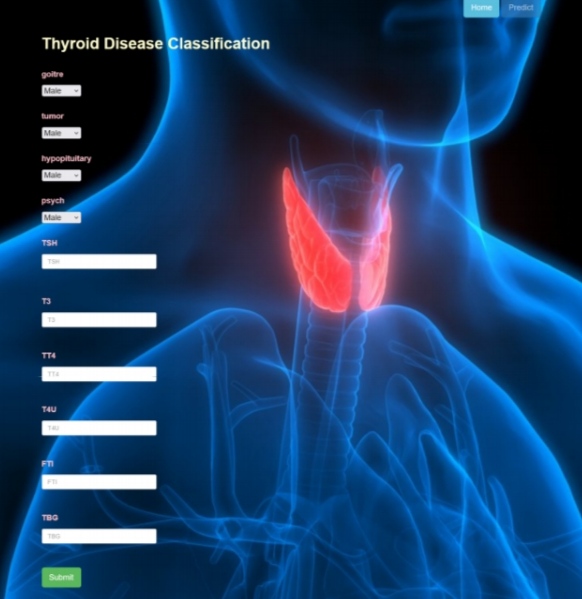 Home Predict
Thyroid Disease Classification
goitre
Male
tumor
Male
hypopituitary
Male
psych
Male
TSH
TSH
T3
T3
TT4
TT4
T4U
T4U
FTI
FTI
TBG
TBG
Submit